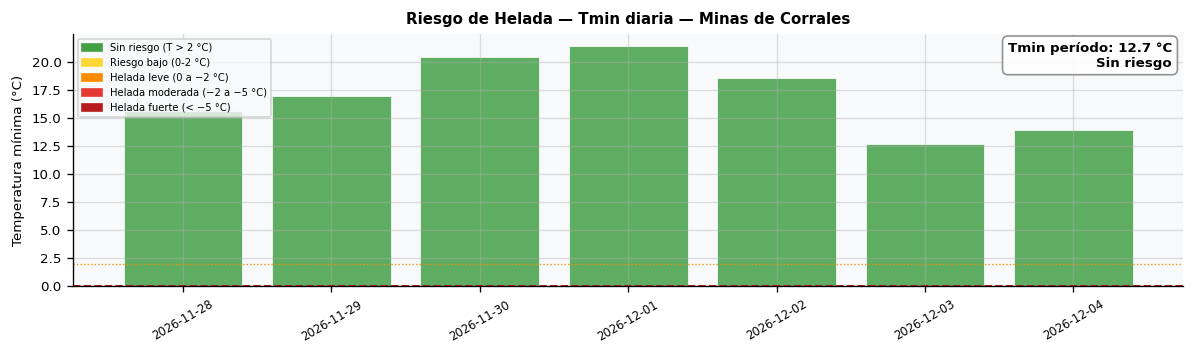 Riesgo de Helada — Tmin diaria — Minas de Corrales
Sin riesgo (T > 2 °C)
Riesgo bajo (0-2 °C)
Helada leve (0 a −2 °C)
Helada moderada (−2 a −5 °C)
Helada fuerte (< −5 °C)
Tmin período: 12.7 °C
Sin riesgo
Temperatura mínima (°C)
20.0
17.5
15.0
12.5
10.0
7.5
5.0
2.5
0.0
2026-11-28
2026-11-29
2026-11-30
2026-12-01
2026-12-02
2026-12-03
2026-12-04